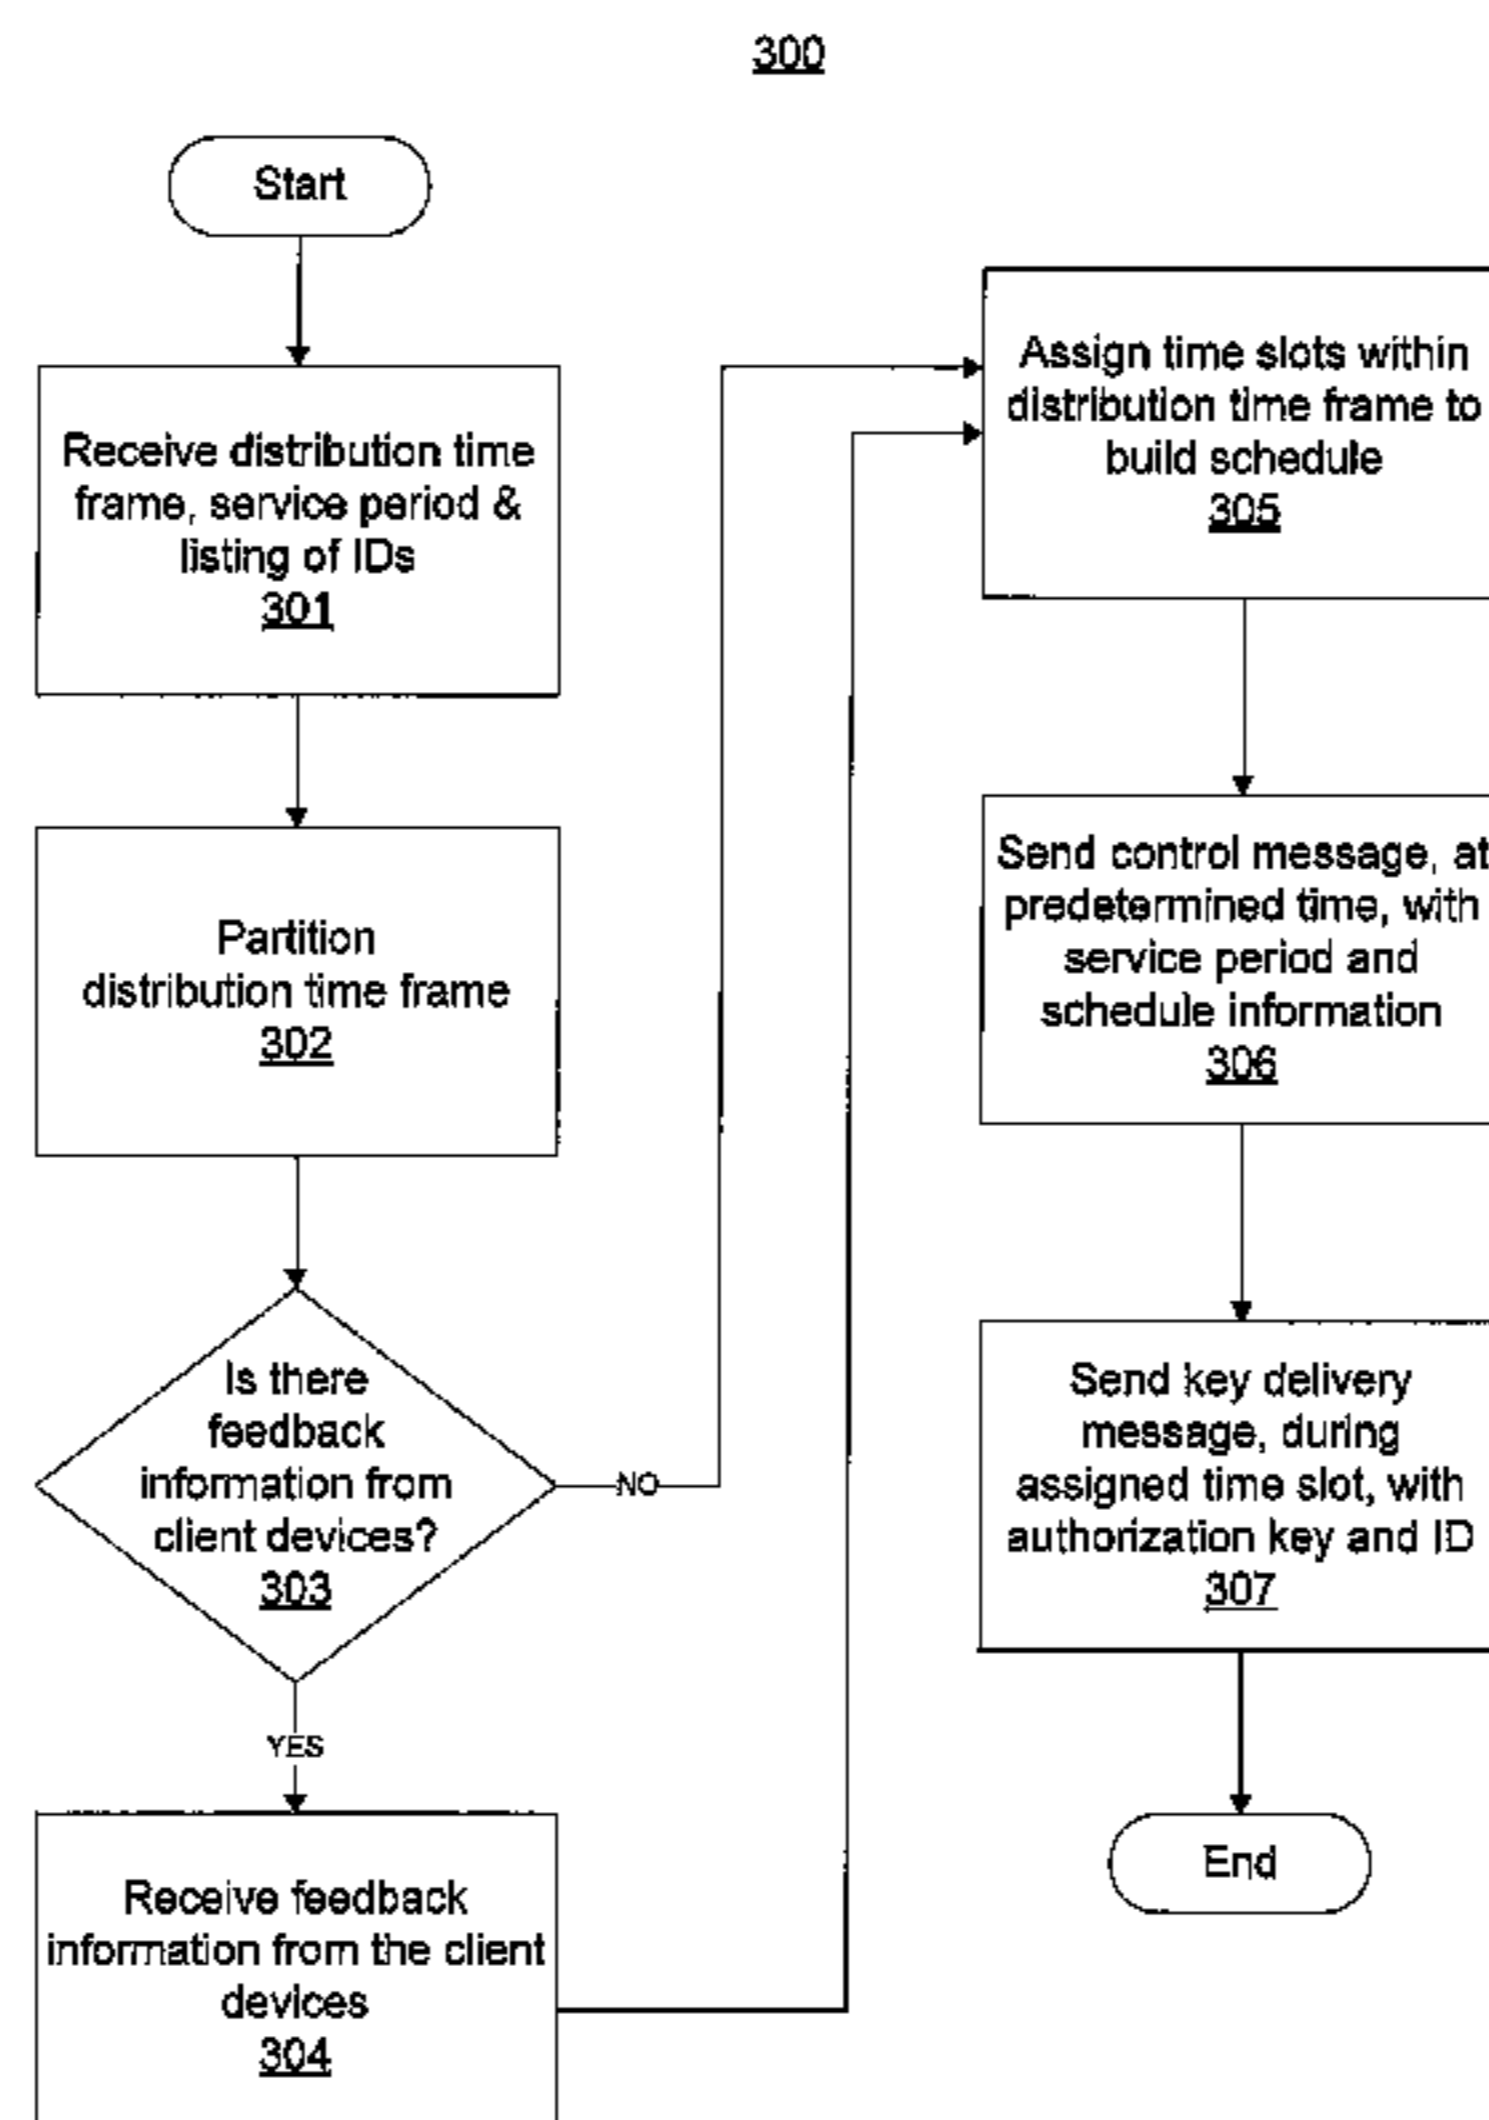 300
Start
Receive distribution time
frame, service period &
listing of IDs
301
Partition
distribution time frame
302
Is there
feedback
information from
client devices?
303
NO
YES
Receive feedback
information from the client
devices
304
Assign time slots within
distribution time frame to
build schedule
305
Send control message, at
predetermined time, with
service period and
schedule information
306
Send key delivery
message, during
assigned time slot, with
authorization key and ID
307
End